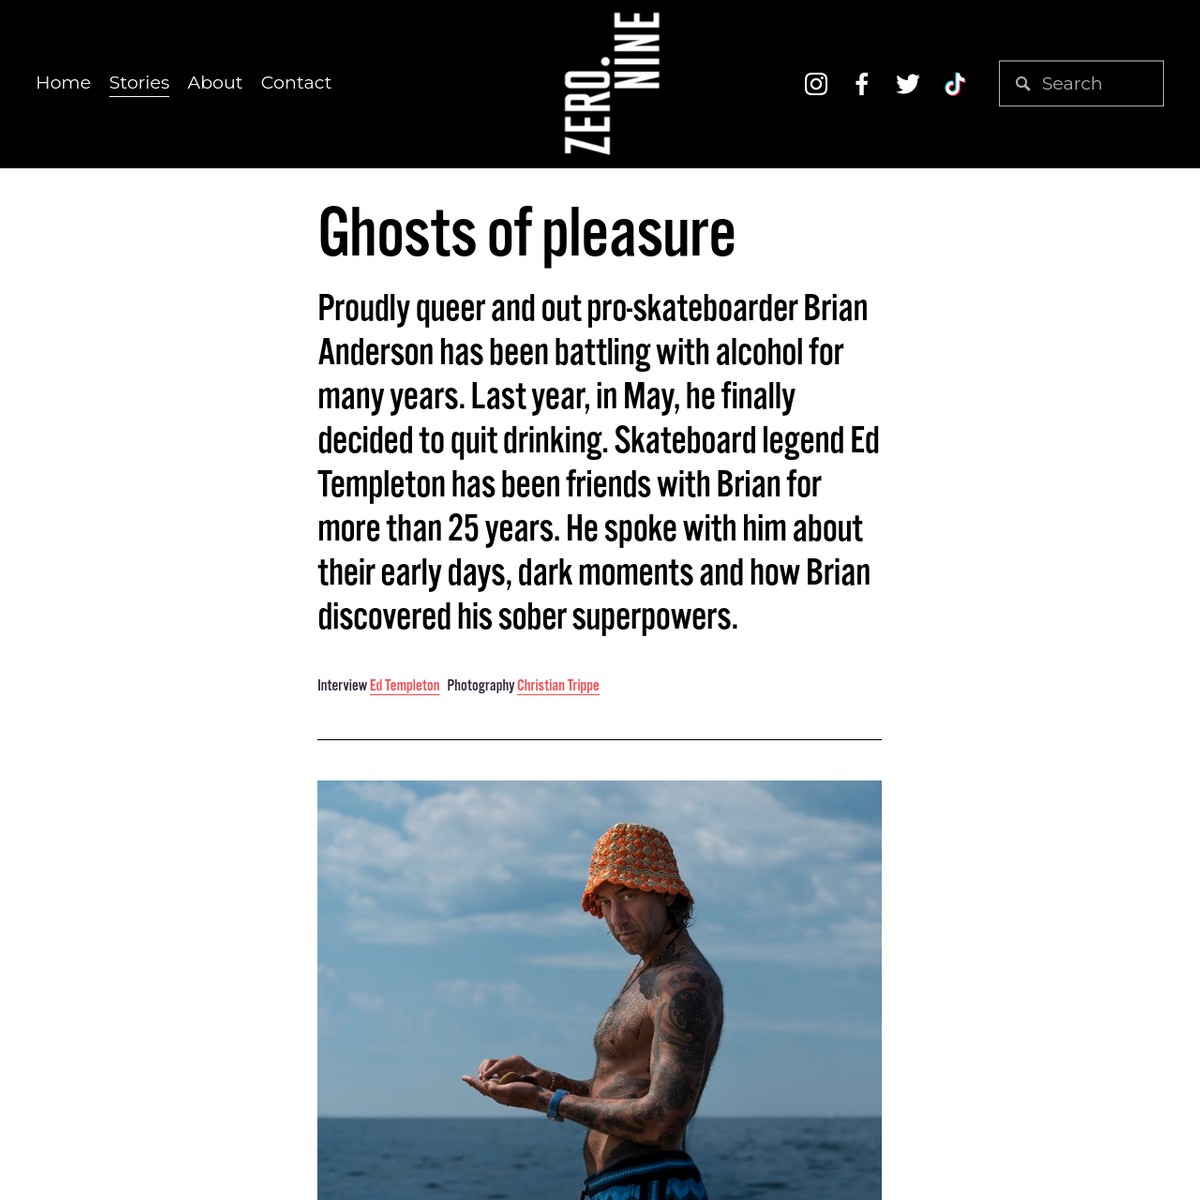 Home Stories About Contact
ZERO.
NINE
Search
Ghosts of pleasure
Proudly queer and out pro-skateboarder Brian
Anderson has been battling with alcohol for
many years. Last year, in May, he finally
decided to quit drinking. Skateboard legend Ed
Templeton has been friends with Brian for
more than 25 years. He spoke with him about
their early days, dark moments and how Brian
discovered his sober superpowers.
Interview Ed Templeton Photography Christian Trippe